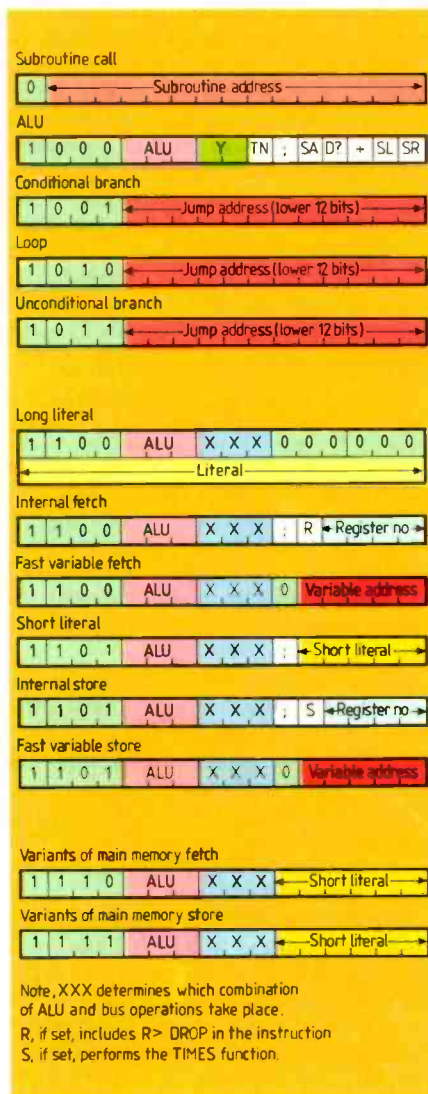 Subroutine call
0 Subroutine address
ALU
1 0 0 0 ALU Y TN ; SA D? + SL SR
Conditional branch
1 0 0 1 Jump address (lower 12 bits)
Loop
1 0 1 0 Jump address (lower 12 bits)
Unconditional branch
1 0 1 1 Jump address (lower 12 bits)
Long literal
1 1 0 0 ALU X X X 0 0 0 0 0 0
Literal
Internal fetch
1 1 0 0 ALU X X X ; R Register no
Fast variable fetch
1 1 0 0 ALU X X X 0 Variable address
Short literal
1 1 0 1 ALU X X X ; Short literal
Internal store
1 1 0 1 ALU X X X ; S Register no
Fast variable store
1 1 0 1 ALU X X X 0 Variable address
Variants of main memory fetch
1 1 1 0 ALU X X X Short literal
Variants of main memory store
1 1 1 1 ALU X X X Short literal
Note, XXX determines which combination
of ALU and bus operations take place.
R, if set, includes R> DROP in the instruction
S, if set, performs the TIMES function.